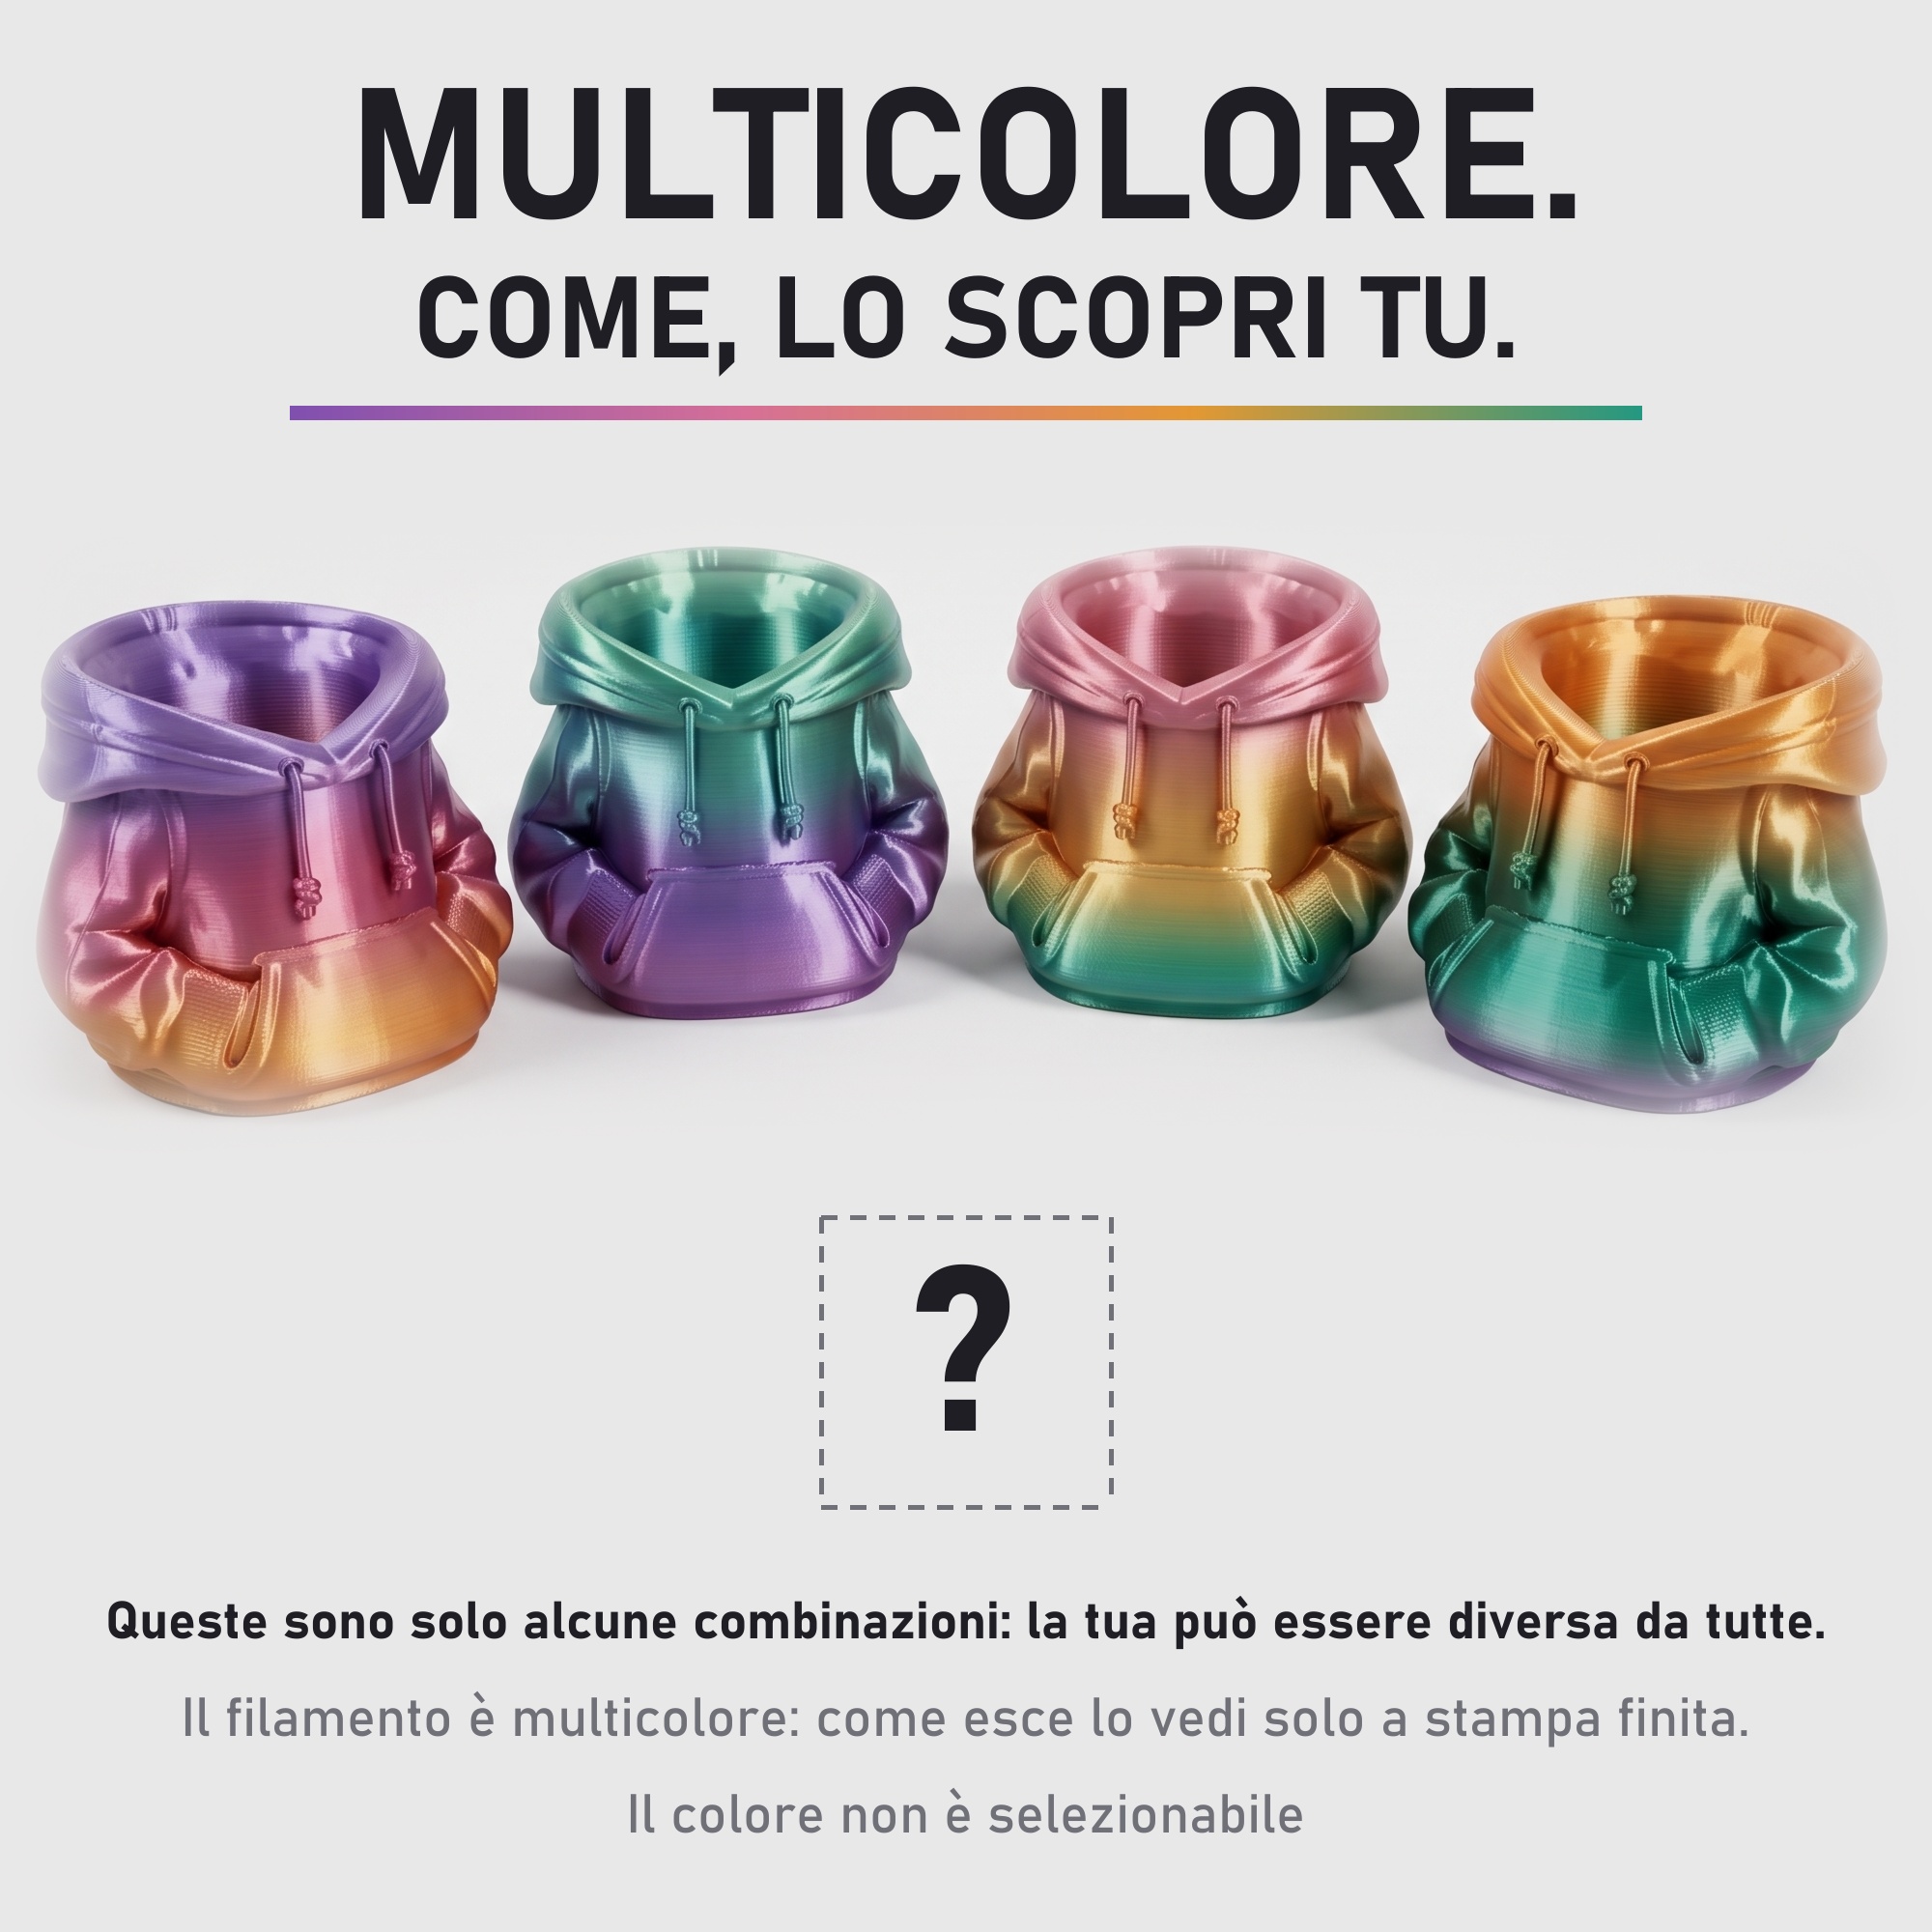 MULTICOLORE.
COME, LO SCOPRI TU.
?
Queste sono solo alcune combinazioni: la tua può essere diversa da tutte.
Il filamento è multicolore: come esce lo vedi solo a stampa finita.
Il colore non è selezionabile